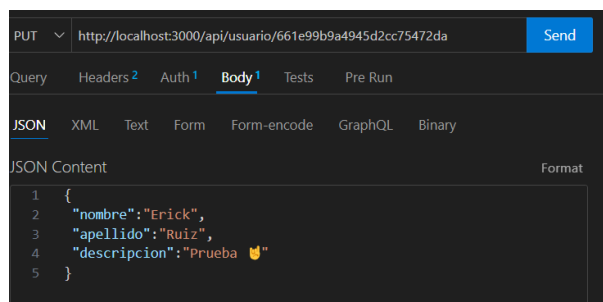 PUT http://localhost:3000/api/usuario/661e99b9a4945d2cc75472da Send
Query Headers 2 Auth 1 Body 1 Tests Pre Run
JSON XML Text Form Form-encode GraphQL Binary
JSON Content Format
1 {
2 "nombre":"Erick",
3 "apellido":"Ruiz",
4 "descripcion":"Prueba 🤘"
5 }